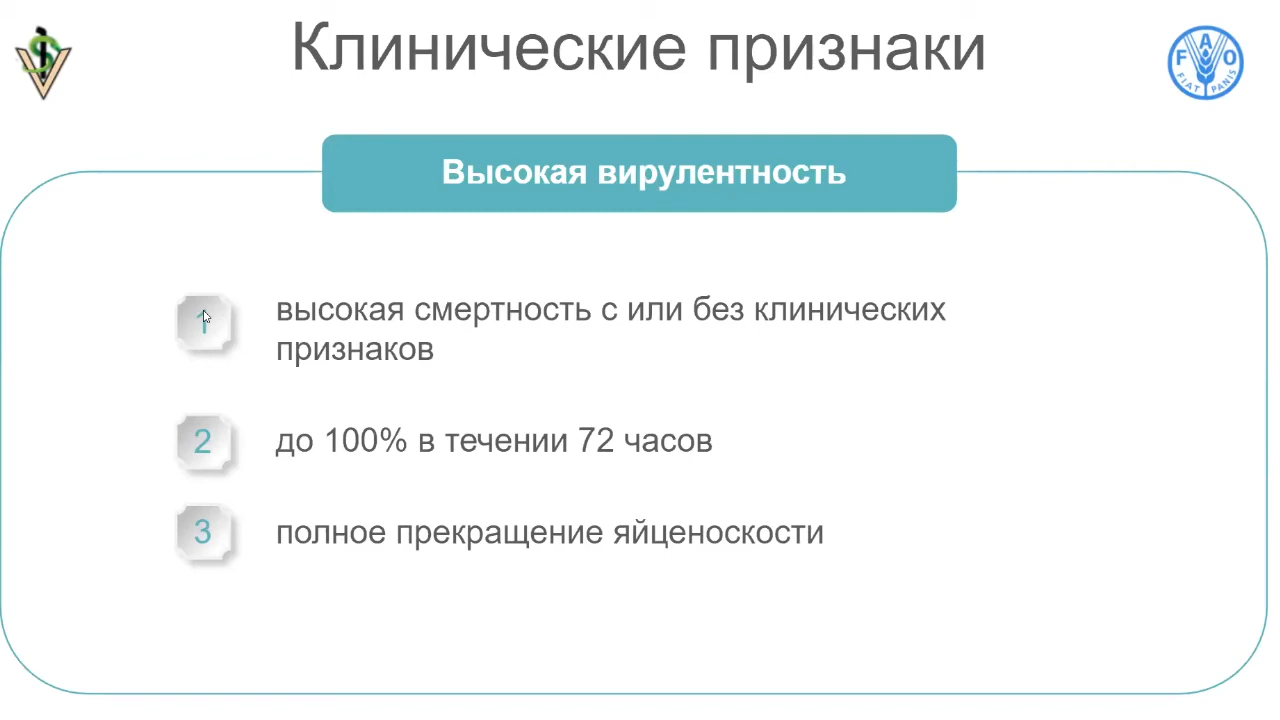 Клинические признаки
FAO
FIAT PANIS
Высокая вирулентность
1
высокая смертность с или без клинических
признаков
2
до 100% в течении 72 часов
3
полное прекращение яйценоскости